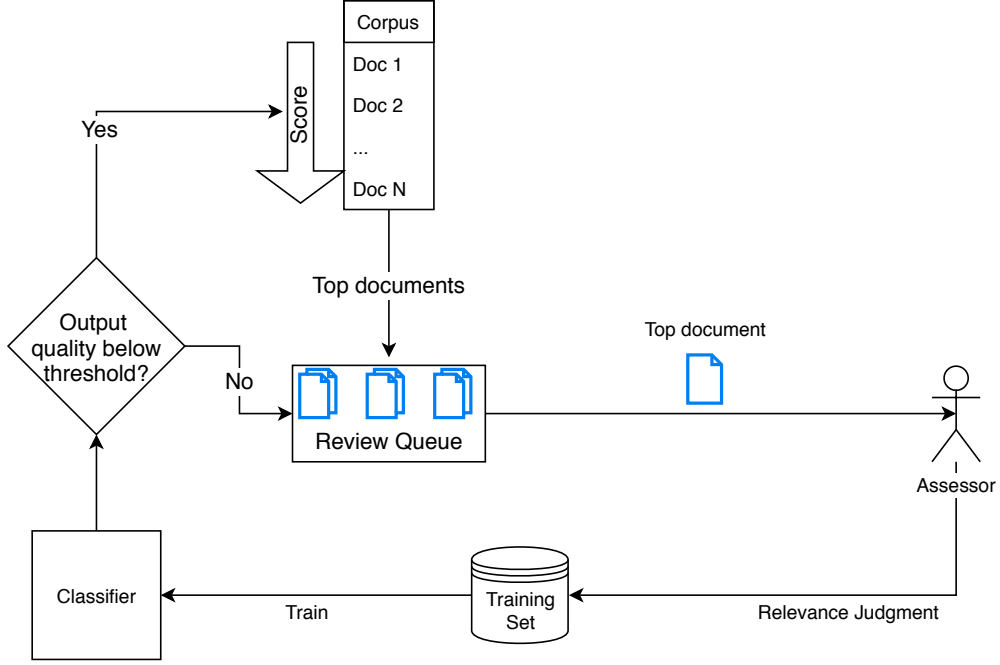 Corpus
Doc 1
Doc 2
...
Doc N
Score
Yes
Top documents
Output
quality below
threshold?
No
Top document
Review Queue
Assessor
Classifier
Train
Training
Set
Relevance Judgment